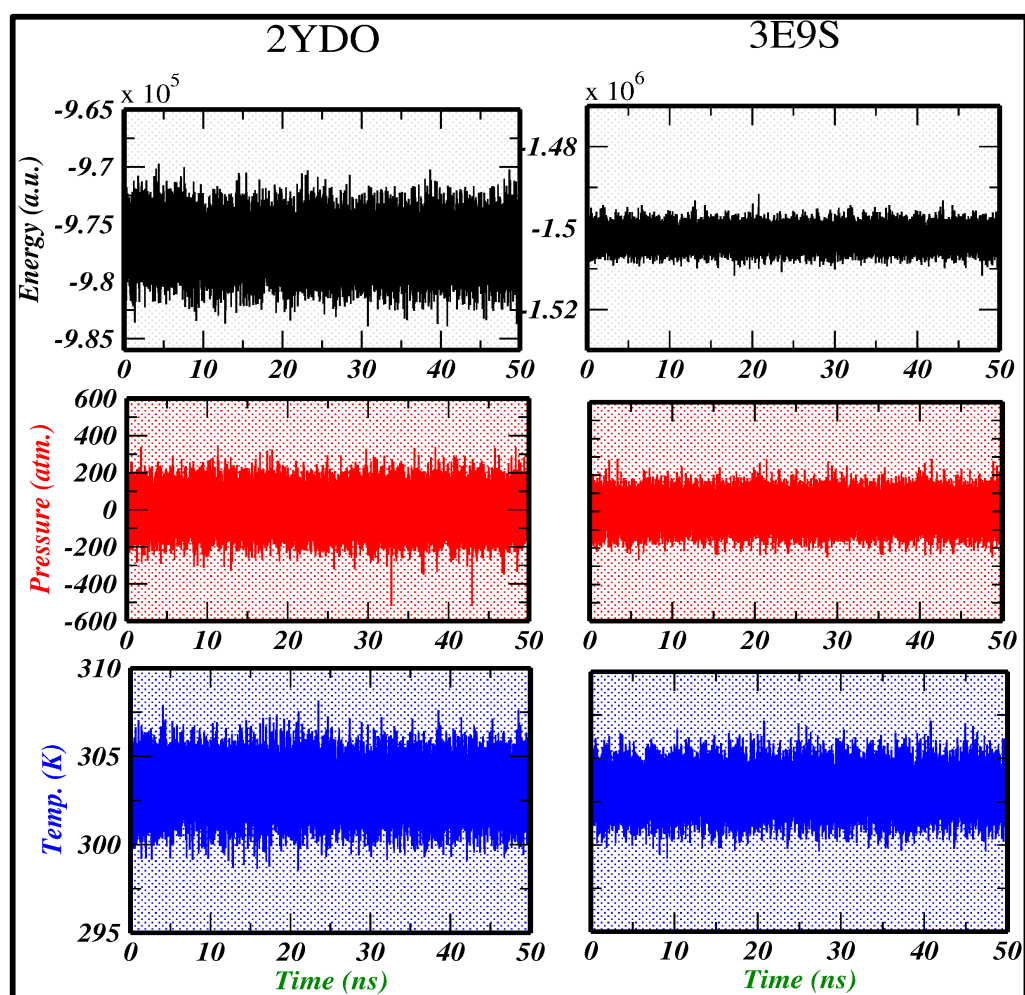 2YDO 3E9S
x 10^5 x 10^6
-9.65
-9.7
-9.75
-9.8
-9.85
Energy (a.u.)
0 10 20 30 40 50
-1.48
-1.5
-1.52
0 10 20 30 40 50
600
400
200
0
-200
-400
-600
Pressure (atm.)
0 10 20 30 40 50
0 10 20 30 40 50
310
305
300
295
Temp. (K)
0 10 20 30 40 50
0 10 20 30 40 50
Time (ns) Time (ns)